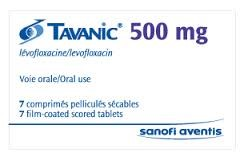 TAVANIC® 500 mg
lévofloxacine/levofloxacin
Voie orale/Oral use
7 comprimés pelliculés sécables
7 film-coated scored tablets
sanofi aventis